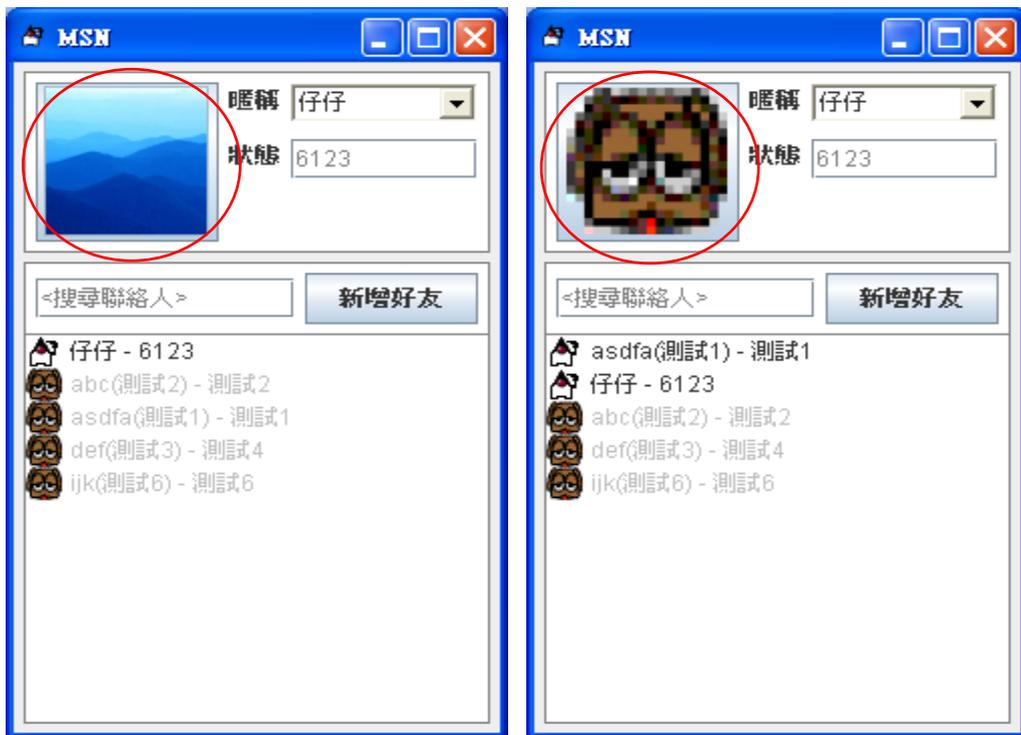 MSN
暱稱 仔仔
狀態 6123
<搜尋聯絡人> 新增好友
仔仔 - 6123
abc(測試2) - 測試2
asdfa(測試1) - 測試1
def(測試3) - 測試4
ijk(測試6) - 測試6
MSN
暱稱 仔仔
狀態 6123
<搜尋聯絡人> 新增好友
asdfa(測試1) - 測試1
仔仔 - 6123
abc(測試2) - 測試2
def(測試3) - 測試4
ijk(測試6) - 測試6